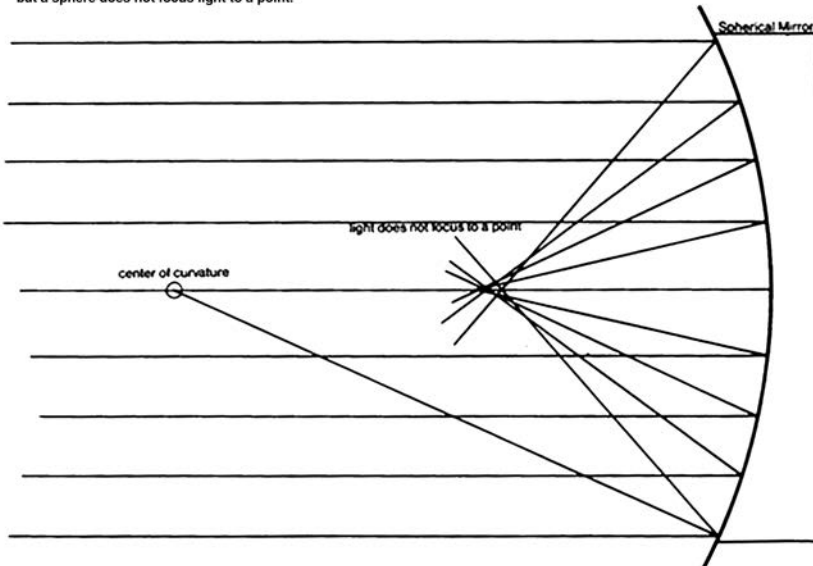 but a sphere does not focus light to a point.
Spherical Mirror
light does not focus to a point
center of curvature